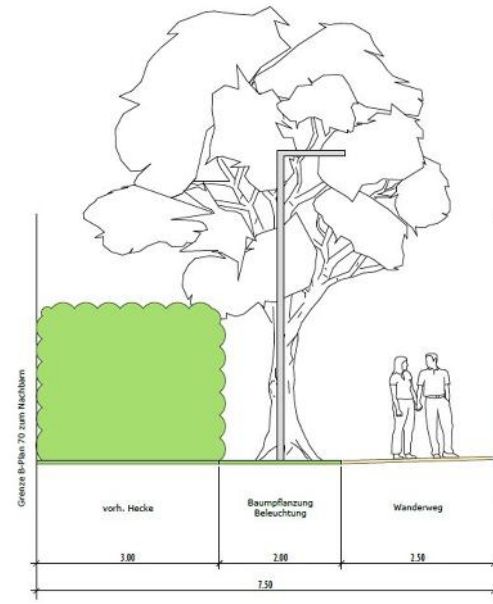 Grenze B-Plan 70 zum Nachbarn
vorh. Hecke
Baumpflanzung
Beleuchtung
Wanderweg
3.00
2.00
2.50
7.50